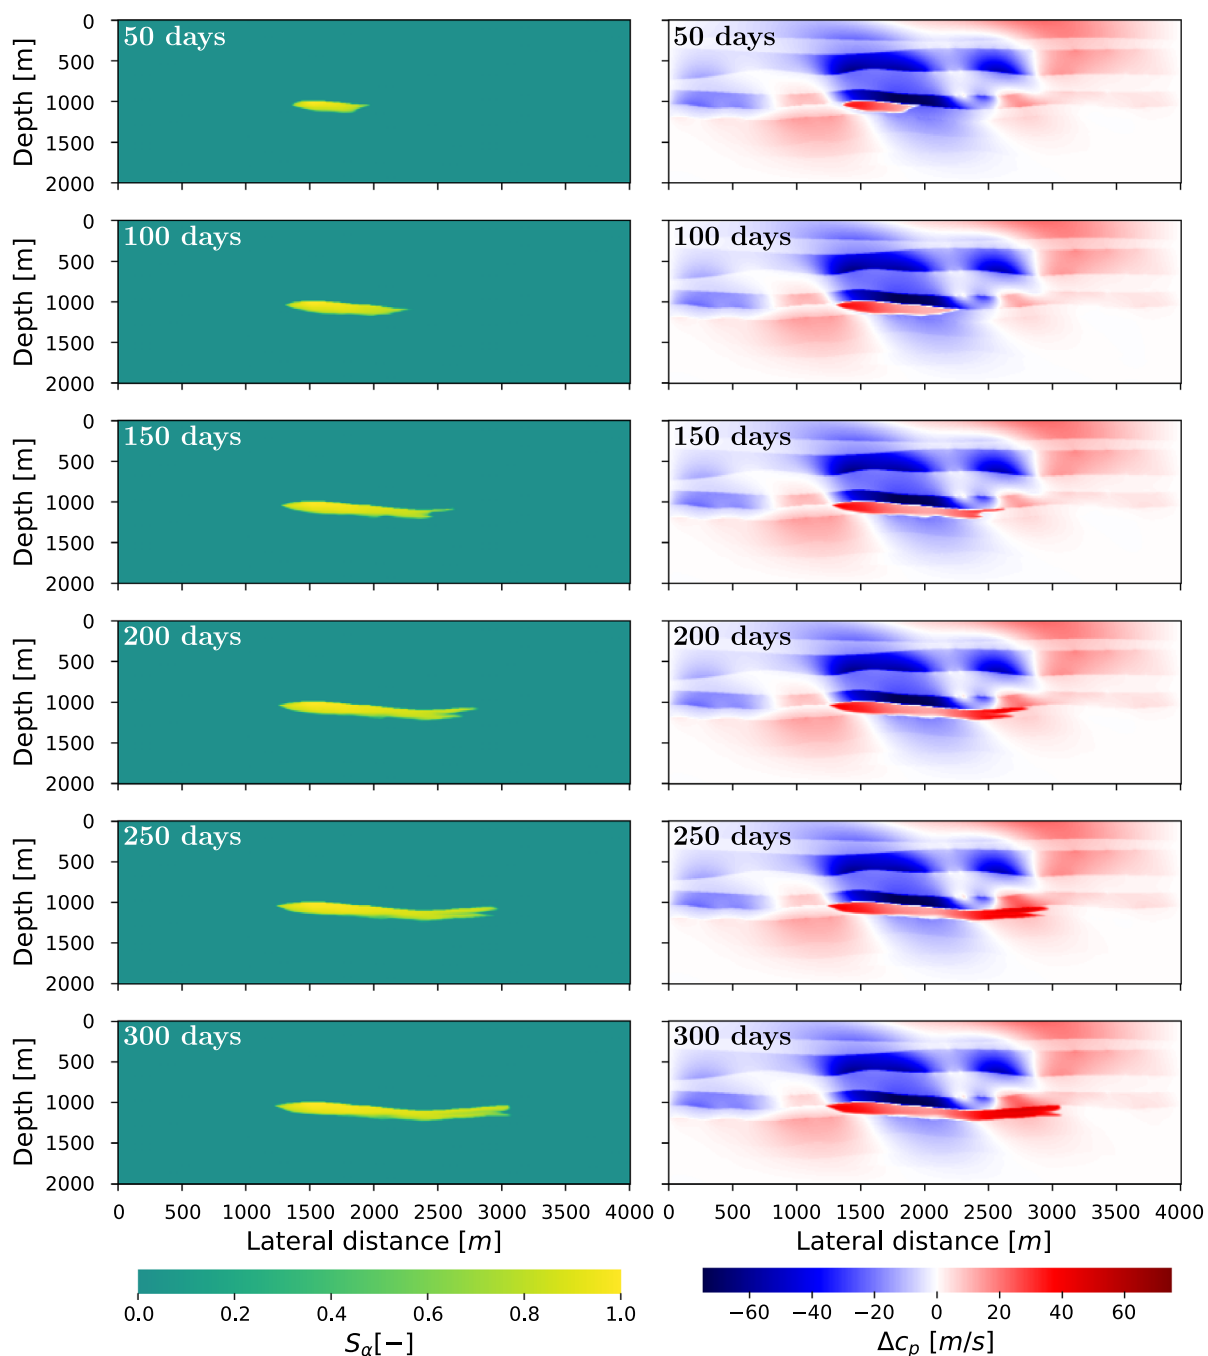 50 days
50 days
0
500
1000
1500
2000
Depth [m]
100 days
100 days
0
500
1000
1500
2000
Depth [m]
150 days
150 days
0
500
1000
1500
2000
Depth [m]
200 days
200 days
0
500
1000
1500
2000
Depth [m]
250 days
250 days
0
500
1000
1500
2000
Depth [m]
300 days
300 days
0
500
1000
1500
2000
Depth [m]
0 500 1000 1500 2000 2500 3000 3500 4000
0 500 1000 1500 2000 2500 3000 3500 4000
Lateral distance [m]
Lateral distance [m]
0.0 0.2 0.4 0.6 0.8 1.0
−60 −40 −20 0 20 40 60
Sα[−]
Δcp [m/s]